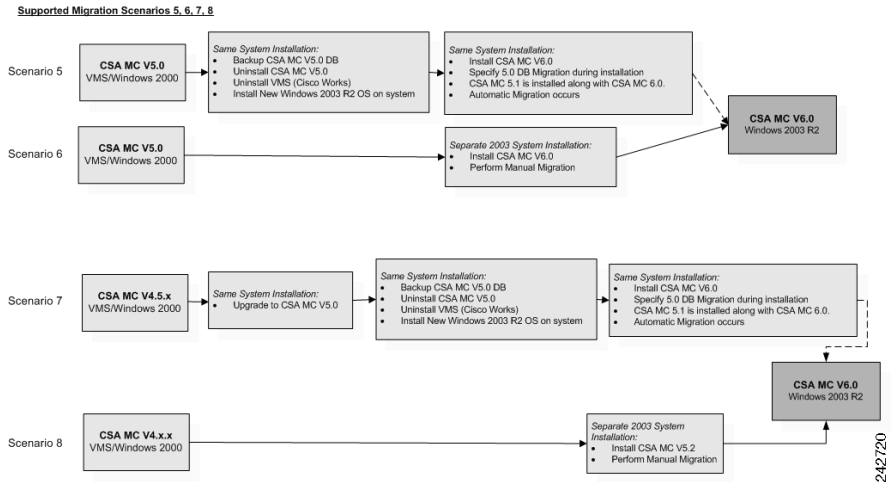 Supported Migration Scenarios 5, 6, 7, 8
Scenario 5
CSA MC V5.0
VMS/Windows 2000
Same System Installation:
• Backup CSA MC V5.0 DB
• Uninstall CSA MC V5.0
• Uninstall VMS (Cisco Works)
• Install New Windows 2003 R2 OS on system
Same System Installation:
• Install CSA MC V6.0
• Specify 5.0 DB Migration during installation
• CSA MC 5.1 is installed along with CSA MC 6.0.
• Automatic Migration occurs
CSA MC V6.0
Windows 2003 R2
Scenario 6
CSA MC V5.0
VMS/Windows 2000
Separate 2003 System Installation:
• Install CSA MC V6.0
• Perform Manual Migration
Scenario 7
CSA MC V4.5.x
VMS/Windows 2000
Same System Installation:
• Upgrade to CSA MC V5.0
Same System Installation:
• Backup CSA MC V5.0 DB
• Uninstall CSA MC V5.0
• Uninstall VMS (Cisco Works)
• Install New Windows 2003 R2 OS on system
Same System Installation:
• Install CSA MC V6.0
• Specify 5.0 DB Migration during installation
• CSA MC 5.1 is installed along with CSA MC 6.0.
• Automatic Migration occurs
CSA MC V6.0
Windows 2003 R2
Scenario 8
CSA MC V4.x.x
VMS/Windows 2000
Separate 2003 System
Installation:
• Install CSA MC V5.2
• Perform Manual Migration
242720